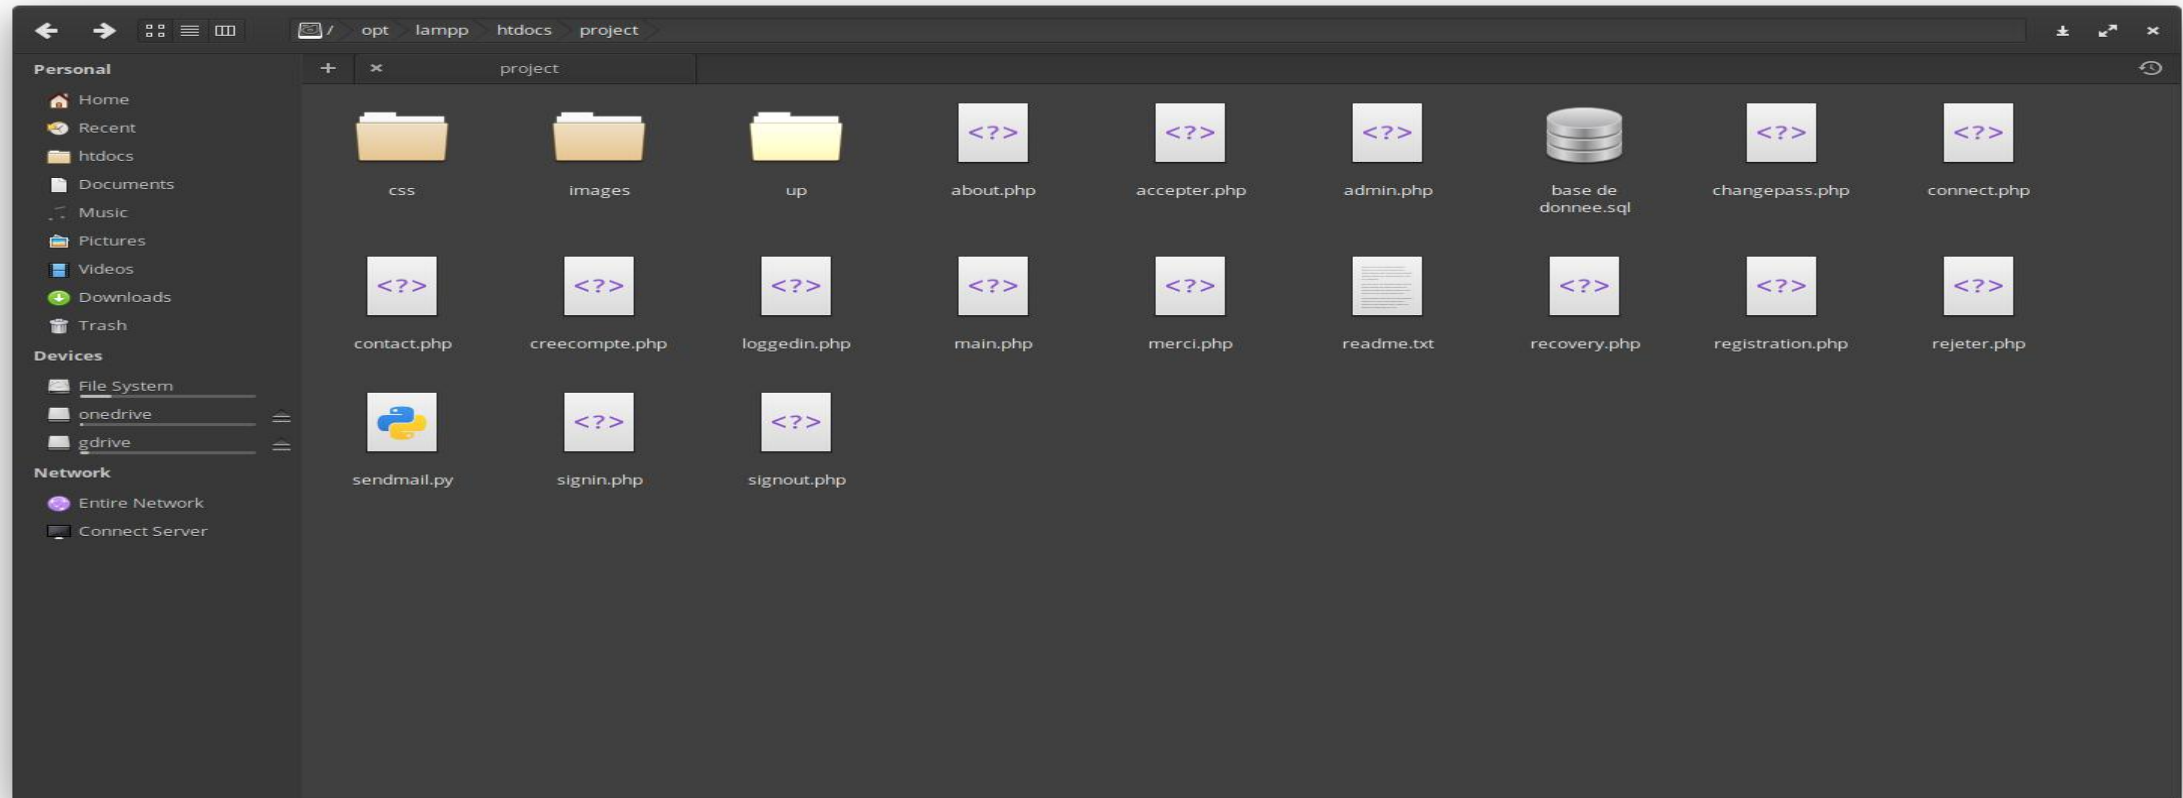 / opt lampp htdocs project
Personal
Home
Recent
htdocs
Documents
Music
Pictures
Videos
Downloads
Trash
Devices
File System
onedrive
gdrive
Network
Entire Network
Connect Server
project
css images up about.php accepter.php admin.php base de changepass.php connect.php
donnee.sql
<?> <?> <?> <?> <?>
contact.php creecompte.php loggedin.php main.php merci.php readme.txt recovery.php registration.php rejeter.php
<?> <?> <?> <?> <?> <?> <?> <?>
sendmail.py signin.php signout.php
<?> <?>